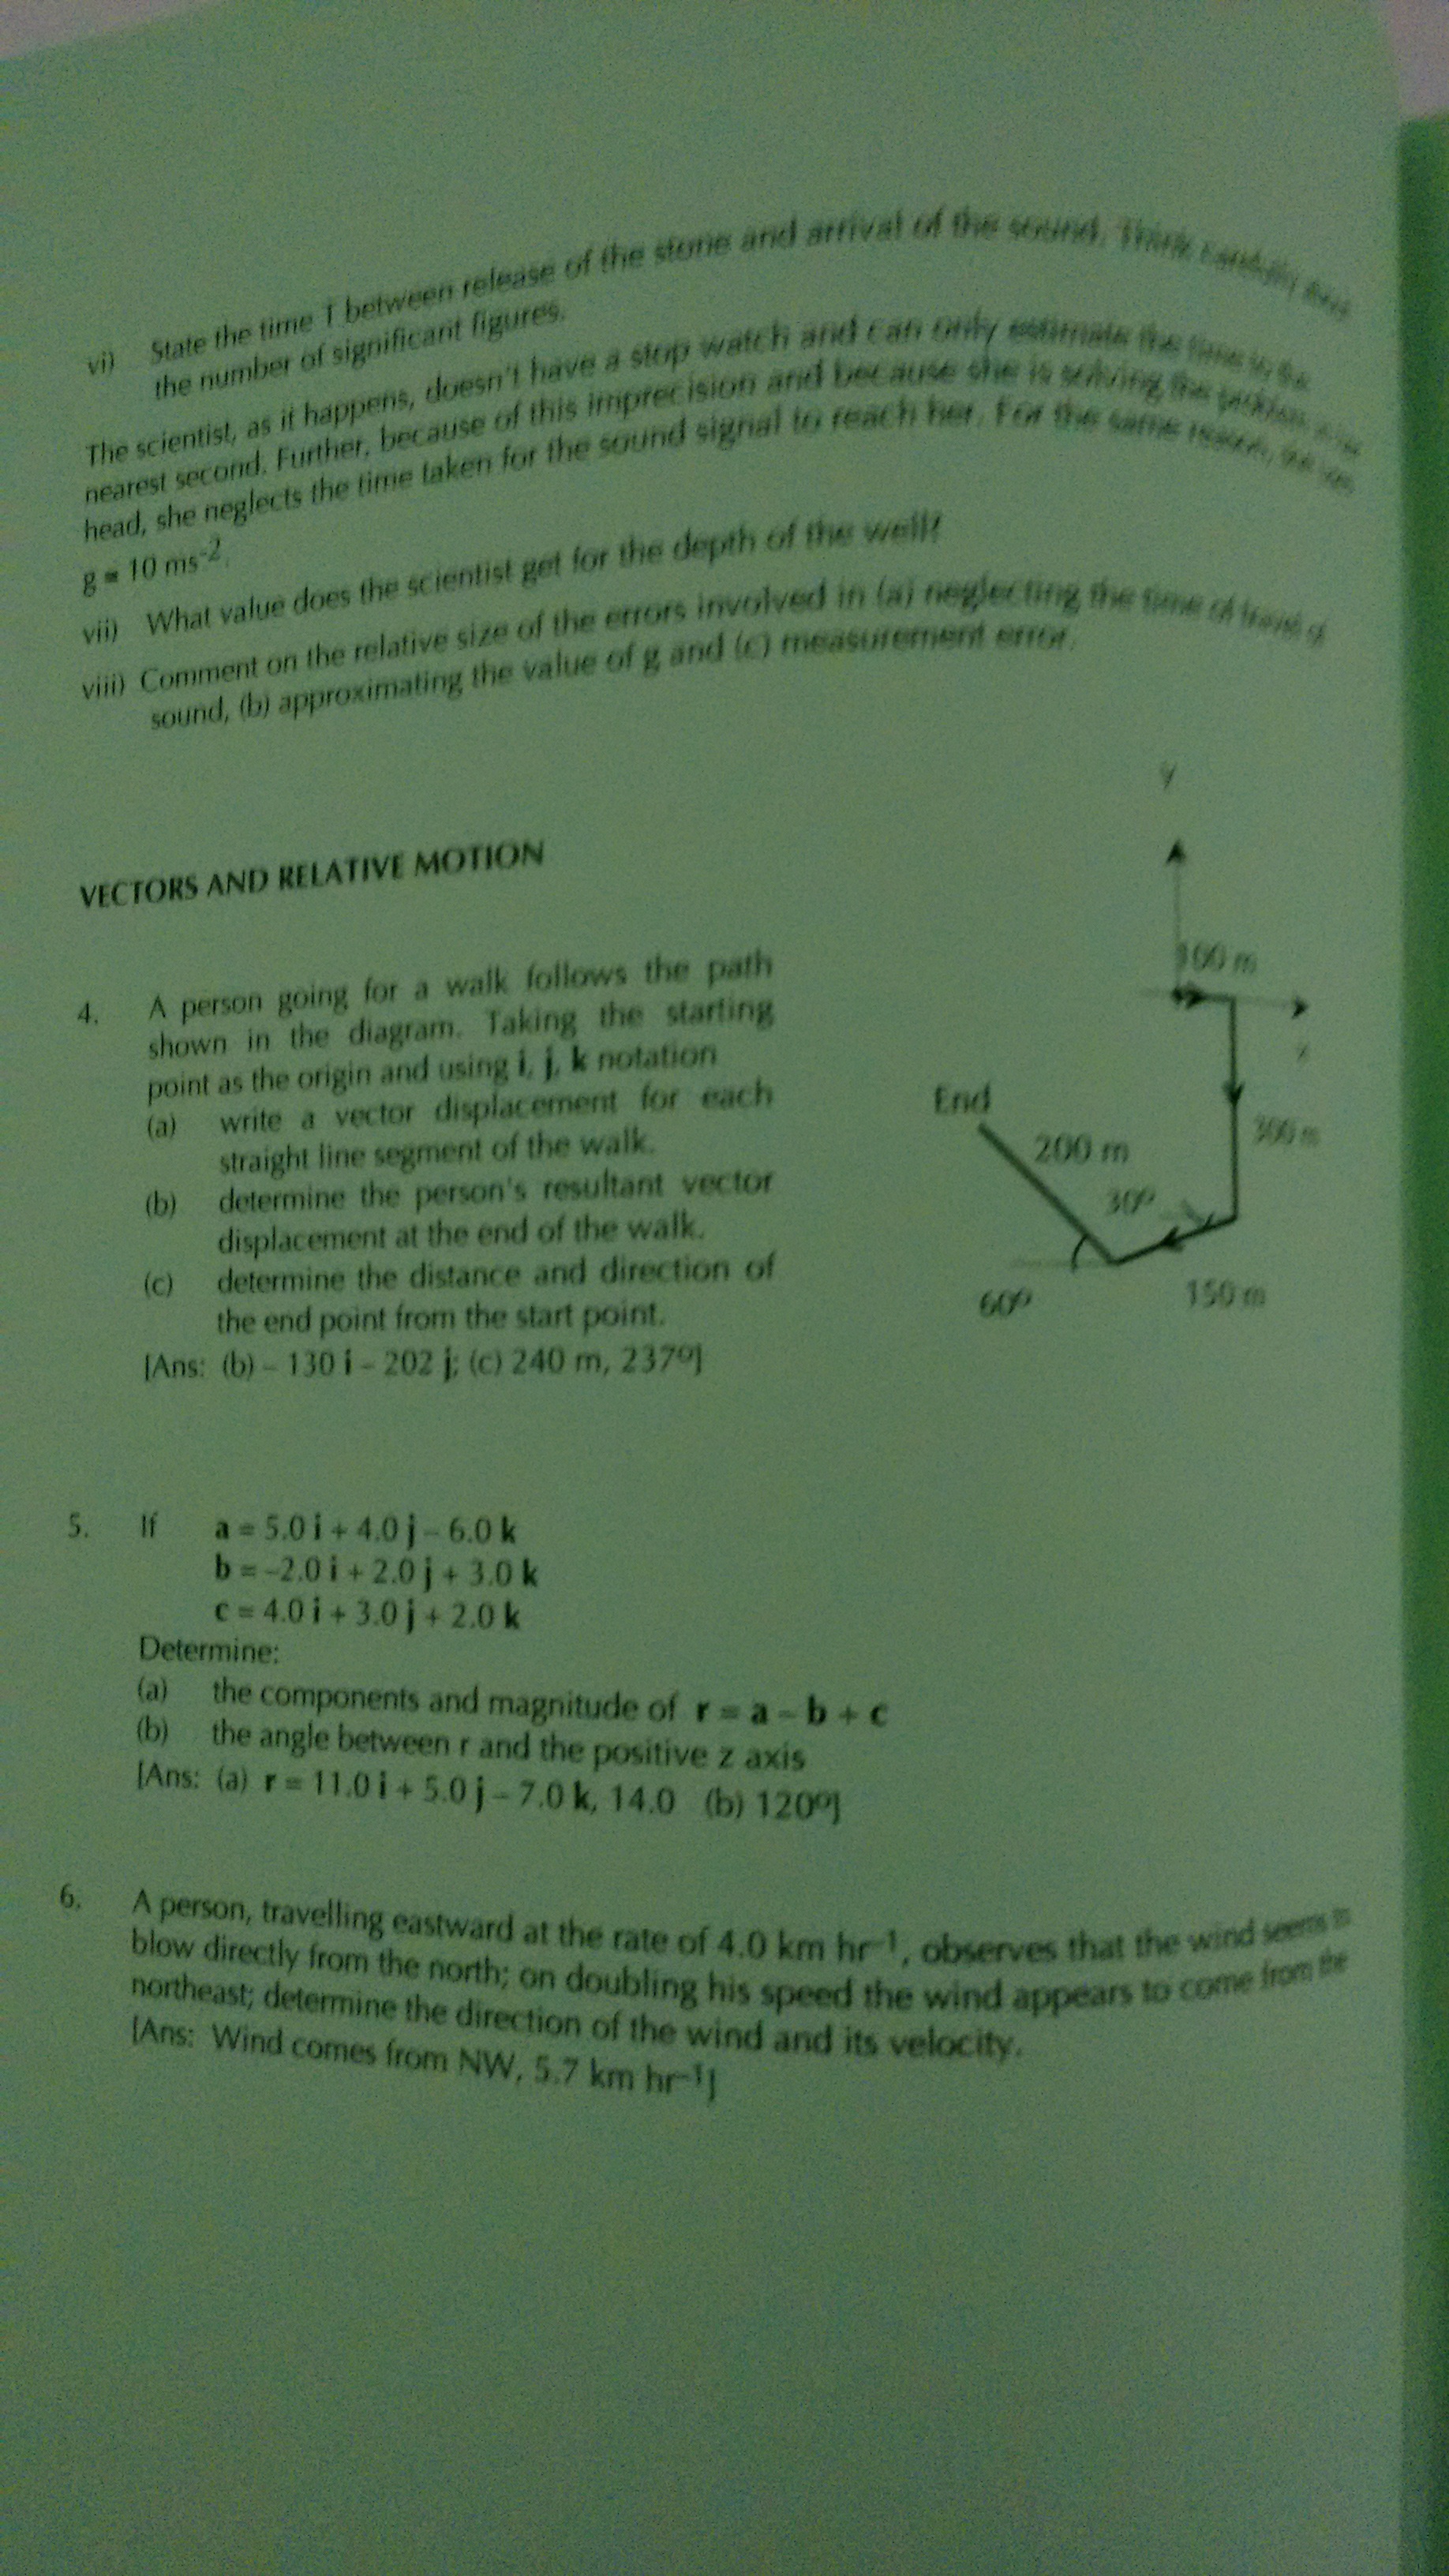 vi) State the time T between release of the stone and arrival of the sound. Think carefully
the number of significant figures.
The scientist, as it happens, doesn't have a stop watch and can only estimate the time to the
nearest second. Further, because of this imprecision and because she is solving the
head, she neglects the time taken for the sound signal to reach her. For the same reason, she
g = 10 ms-2.
vii) What value does the scientist get for the depth of the well?
viii) Comment on the relative size of the errors involved in (a) neglecting the time of travel of
sound, (b) approximating the value of g and (c) measurement error.
VECTORS AND RELATIVE MOTION
4. A person going for a walk follows the path
shown in the diagram. Taking the starting
point as the origin and using i, j, k notation
(a) write a vector displacement for each
straight line segment of the walk.
(b) determine the person's resultant vector
displacement at the end of the walk.
(c) determine the distance and direction of
the end point from the start point.
[Ans: (b) – 130 i – 202 j; (c) 240 m, 237º]
y
100 m
x
300 m
End
200 m
30º
60º
150 m
5. If a = 5.0 i + 4.0 j – 6.0 k
b = –2.0 i + 2.0 j + 3.0 k
c = 4.0 i + 3.0 j + 2.0 k
Determine:
(a) the components and magnitude of r = a – b + c
(b) the angle between r and the positive z axis
[Ans: (a) r = 11.0 i + 5.0 j – 7.0 k, 14.0 (b) 120º]
6. A person, travelling eastward at the rate of 4.0 km hr–1, observes that the wind seems to
blow directly from the north; on doubling his speed the wind appears to come from the
northeast; determine the direction of the wind and its velocity.
[Ans: Wind comes from NW, 5.7 km hr–1]